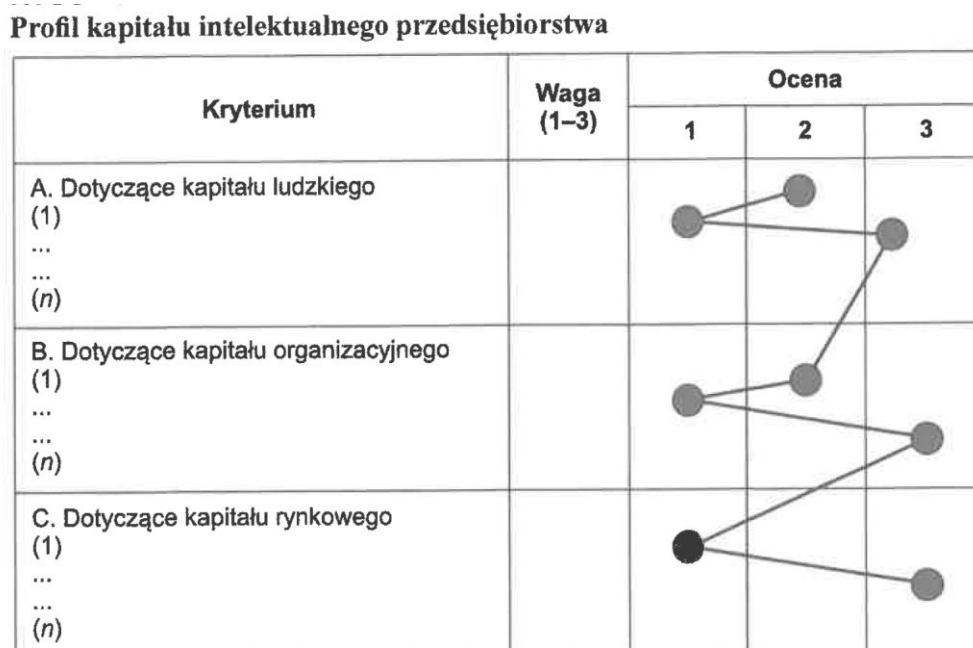 Profil kapitału intelektualnego przedsiębiorstwa
Kryterium
Waga
(1–3)
Ocena
1 2 3
A. Dotyczące kapitału ludzkiego
(1)
...
...
(n)
B. Dotyczące kapitału organizacyjnego
(1)
...
...
(n)
C. Dotyczące kapitału rynkowego
(1)
...
...
(n)